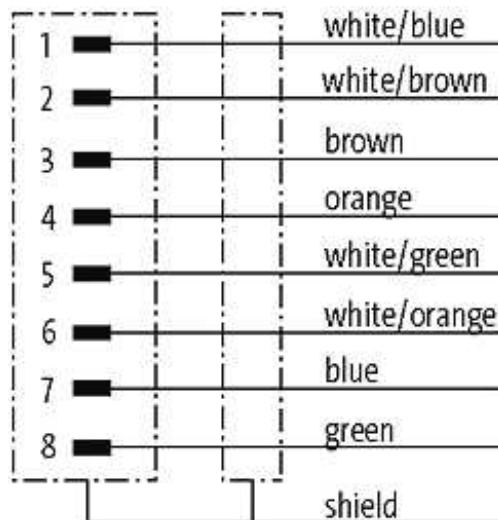 1 white/blue
2 white/brown
3 brown
4 orange
5 white/green
6 white/orange
7 blue
8 green
shield